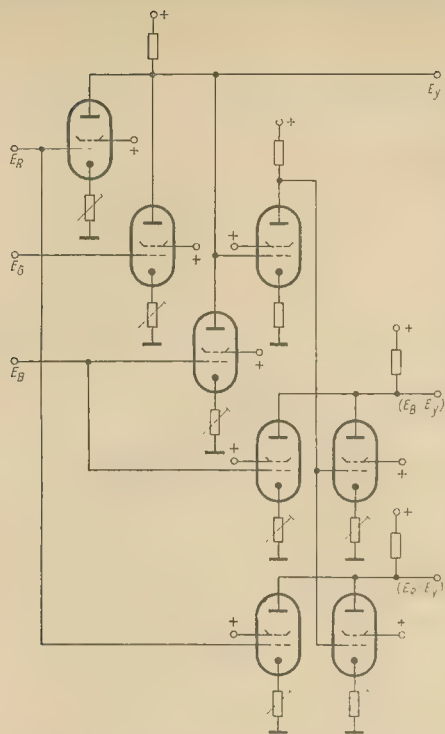 +
E_y
+
E_R
+
E_G
+
+
+
E_B
+
(E_B E_y)
+
+
+
(E_R E_y)
+
+